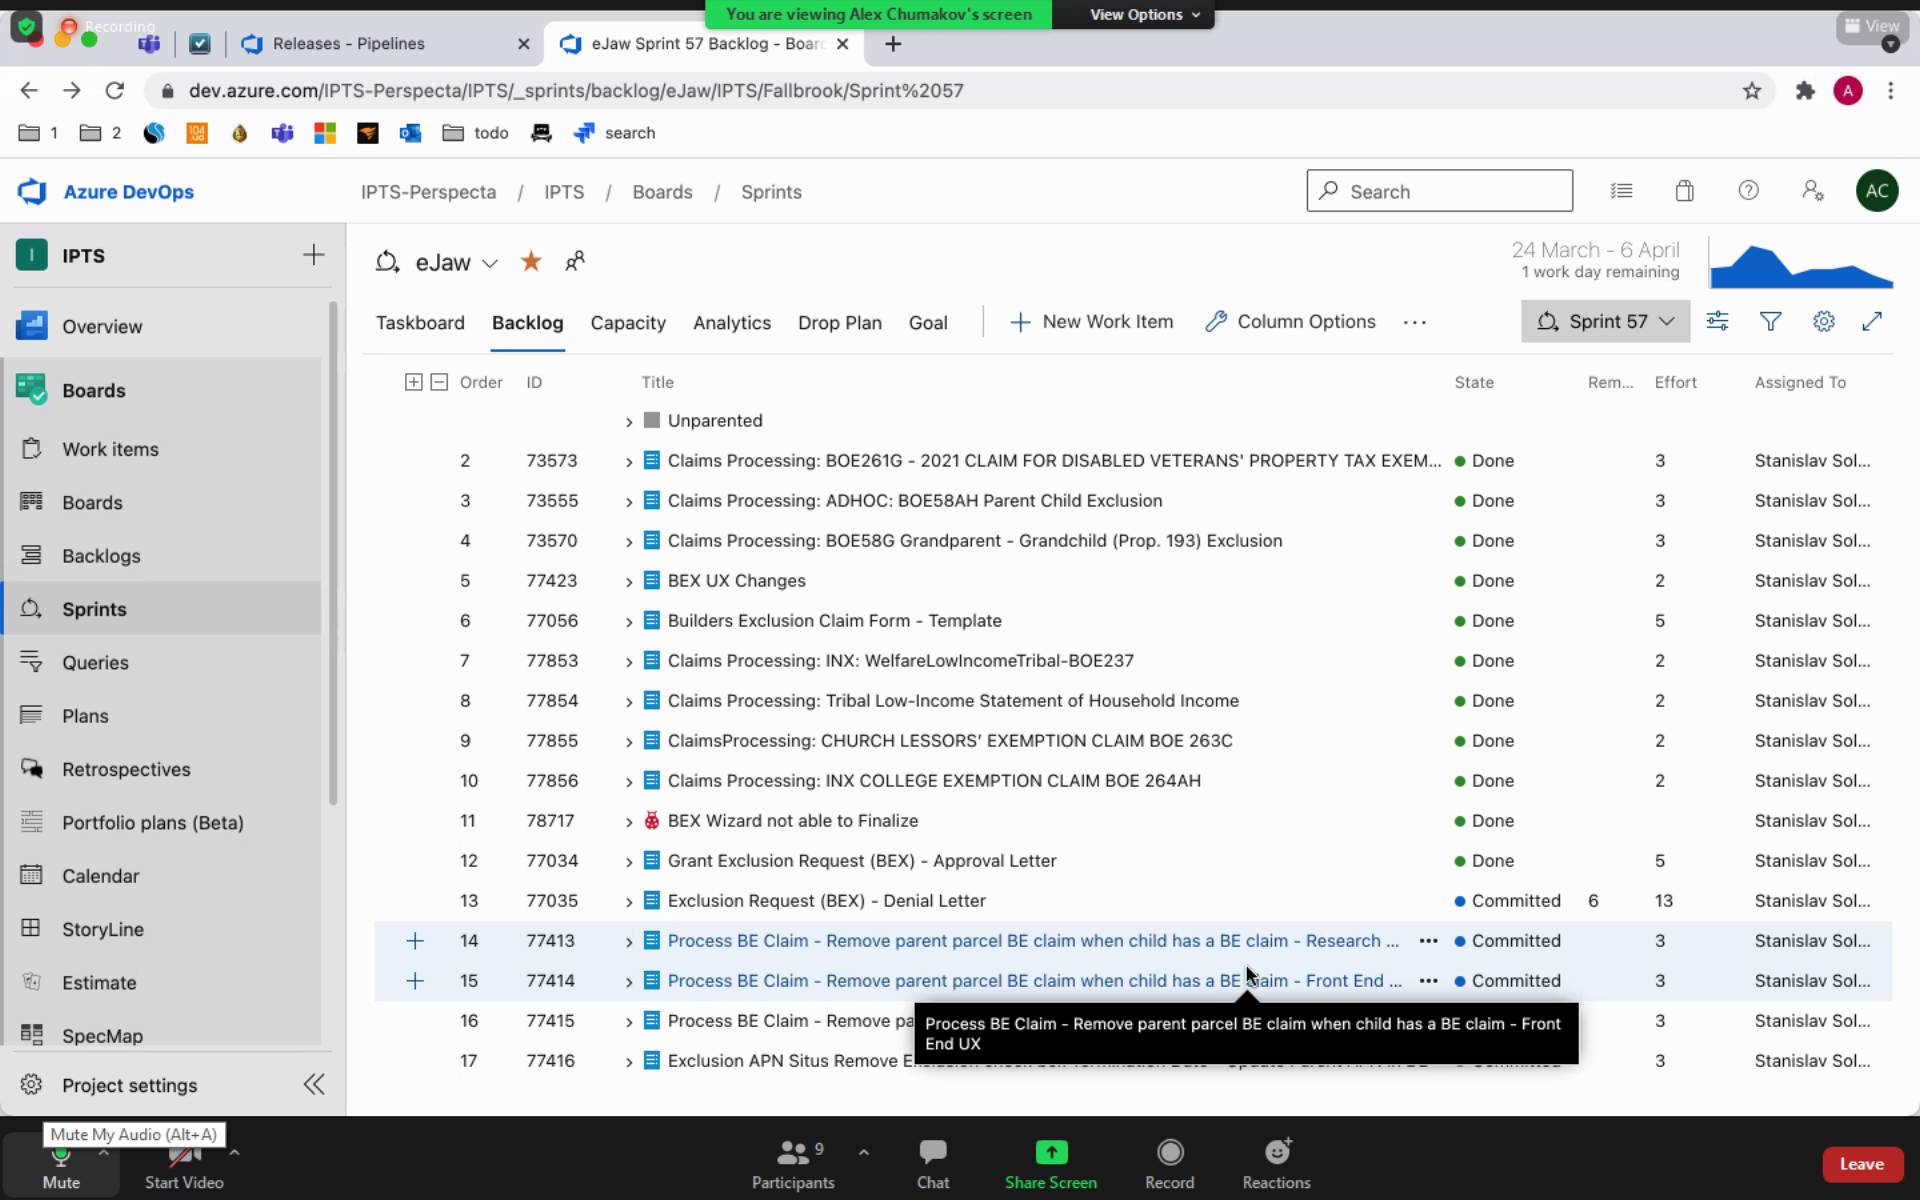 You are viewing Alex Chumakov's screen
View Options
Recording
View
Releases - Pipelines
eJaw Sprint 57 Backlog - Boar
dev.azure.com/IPTS-Perspecta/IPTS/_sprints/backlog/eJaw/IPTS/Fallbrook/Sprint%2057
A
1
2
104
todo
search
Azure DevOps
IPTS-Perspecta / IPTS / Boards / Sprints
Search
AC
I
IPTS
Overview
Boards
Work items
Boards
Backlogs
Sprints
Queries
Plans
Retrospectives
Portfolio plans (Beta)
Calendar
StoryLine
Estimate
SpecMap
Project settings
eJaw
24 March - 6 April
1 work day remaining
Taskboard Backlog Capacity Analytics Drop Plan Goal New Work Item Column Options Sprint 57
Order ID Title State Rem... Effort Assigned To
Unparented
2 73573 Claims Processing: BOE261G - 2021 CLAIM FOR DISABLED VETERANS' PROPERTY TAX EXEM... Done 3 Stanislav Sol...
3 73555 Claims Processing: ADHOC: BOE58AH Parent Child Exclusion Done 3 Stanislav Sol...
4 73570 Claims Processing: BOE58G Grandparent - Grandchild (Prop. 193) Exclusion Done 3 Stanislav Sol...
5 77423 BEX UX Changes Done 2 Stanislav Sol...
6 77056 Builders Exclusion Claim Form - Template Done 5 Stanislav Sol...
7 77853 Claims Processing: INX: WelfareLowIncomeTribal-BOE237 Done 2 Stanislav Sol...
8 77854 Claims Processing: Tribal Low-Income Statement of Household Income Done 2 Stanislav Sol...
9 77855 ClaimsProcessing: CHURCH LESSORS’ EXEMPTION CLAIM BOE 263C Done 2 Stanislav Sol...
10 77856 Claims Processing: INX COLLEGE EXEMPTION CLAIM BOE 264AH Done 2 Stanislav Sol...
11 78717 BEX Wizard not able to Finalize Done Stanislav Sol...
12 77034 Grant Exclusion Request (BEX) - Approval Letter Done 5 Stanislav Sol...
13 77035 Exclusion Request (BEX) - Denial Letter Committed 6 13 Stanislav Sol...
14 77413 Process BE Claim - Remove parent parcel BE claim when child has a BE claim - Research ... Committed 3 Stanislav Sol...
15 77414 Process BE Claim - Remove parent parcel BE claim when child has a BE claim - Front End ... Committed 3 Stanislav Sol...
16 77415 Process BE Claim - Remove pa 3 Stanislav Sol...
Process BE Claim - Remove parent parcel BE claim when child has a BE claim - Front
End UX
17 77416 Exclusion APN Situs Remove 3 Stanislav Sol...
Mute My Audio (Alt+A)
Mute
Start Video
9
Participants
Chat
Share Screen
Record
Reactions
Leave